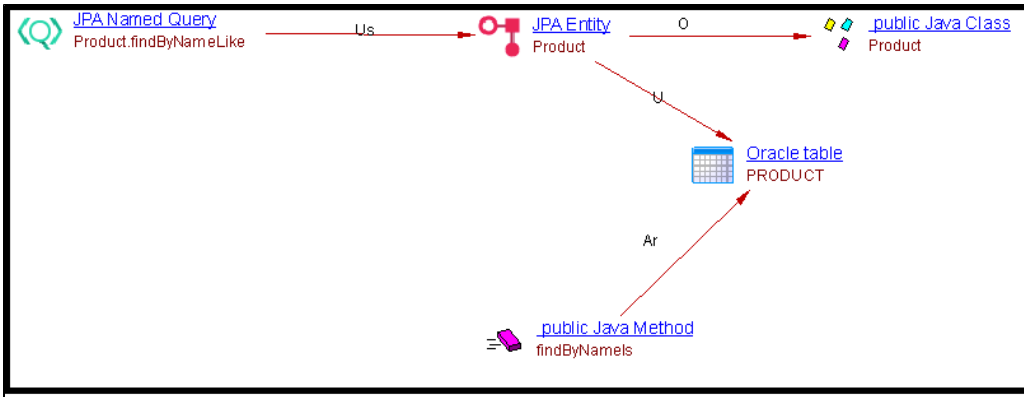 JPA Named Query
Product.findByNameLike
Us
JPA Entity
Product
O
public Java Class
Product
U
Oracle table
PRODUCT
Ar
public Java Method
findByNameIs